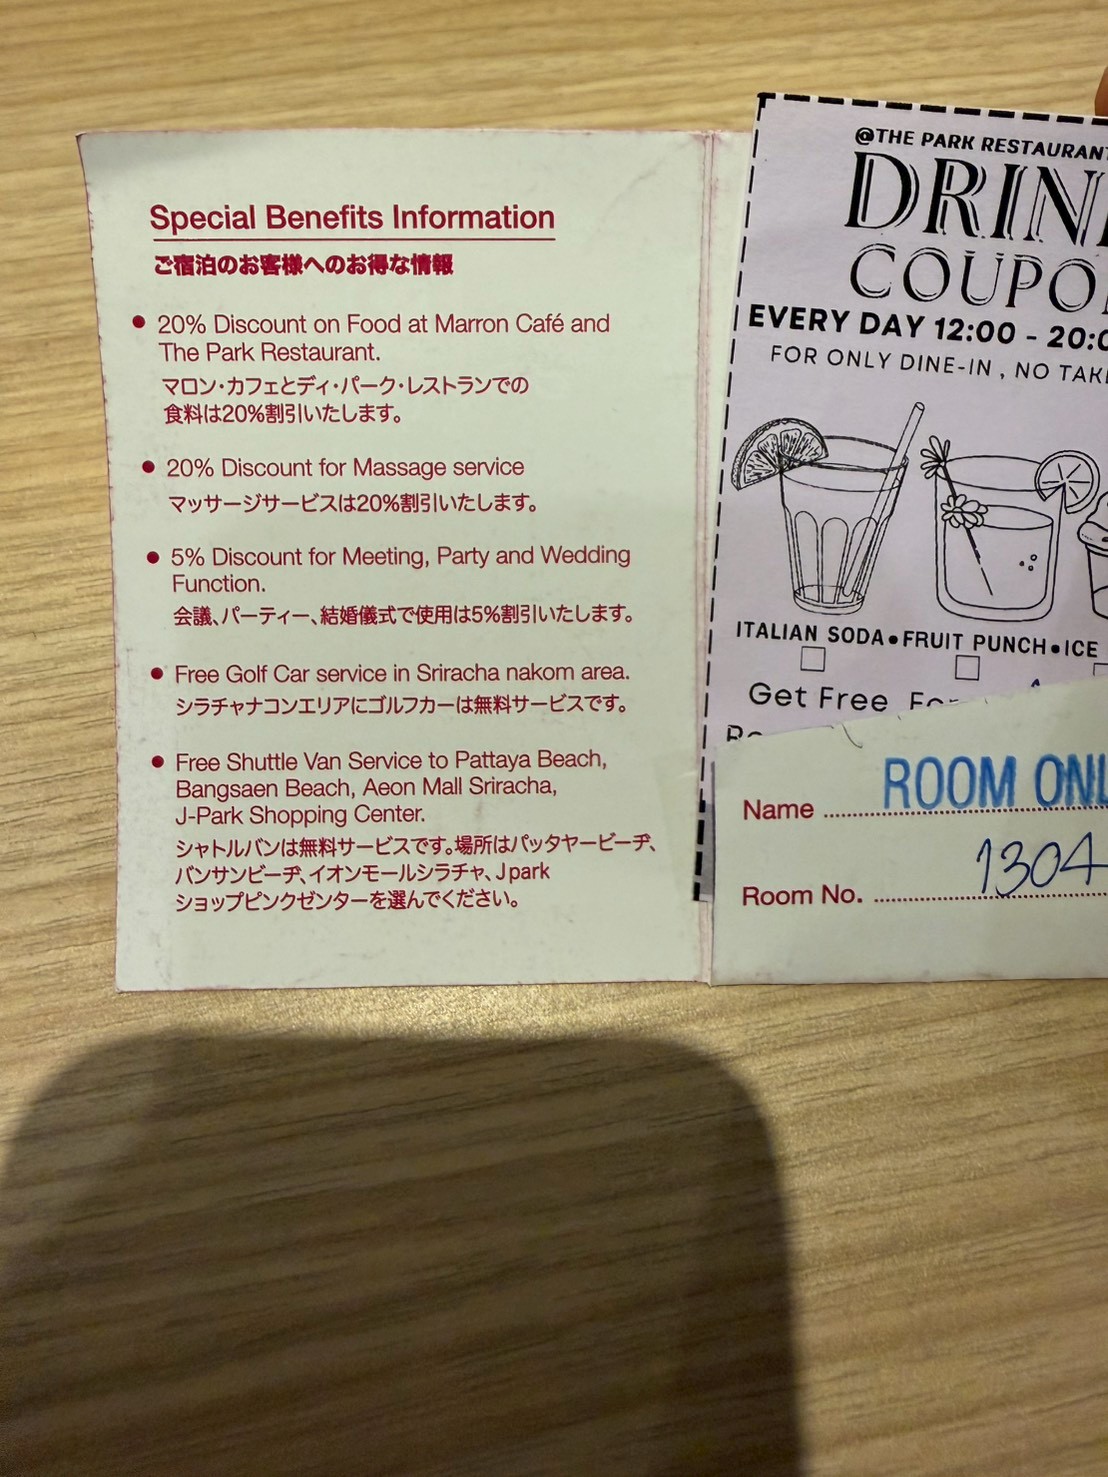 Special Benefits Information
ご宿泊のお客様へのお得な情報
● 20% Discount on Food at Marron Café and
The Park Restaurant.
マロン・カフェとディ・パーク・レストランでの
食料は20%割引いたします。
● 20% Discount for Massage service
マッサージサービスは20%割引いたします。
● 5% Discount for Meeting, Party and Wedding
Function.
会議、パーティー、結婚儀式で使用は5%割引いたします。
● Free Golf Car service in Sriracha nakom area.
シラチャナコンエリアにゴルフカーは無料サービスです。
● Free Shuttle Van Service to Pattaya Beach,
Bangsaen Beach, Aeon Mall Sriracha,
J-Park Shopping Center.
シャトルバンは無料サービスです。場所はパッタヤービーヂ、
バンサンビーヂ、イオンモールシラチャ、J park
ショップピンクゼンターを選んでください。
@THE PARK RESTAURANT
DRIN
COUPO
EVERY DAY 12:00 - 20:0
FOR ONLY DINE-IN , NO TAK
ITALIAN SODA • FRUIT PUNCH • ICE
Get Free For
Name ROOM ONL
Room No. 1304